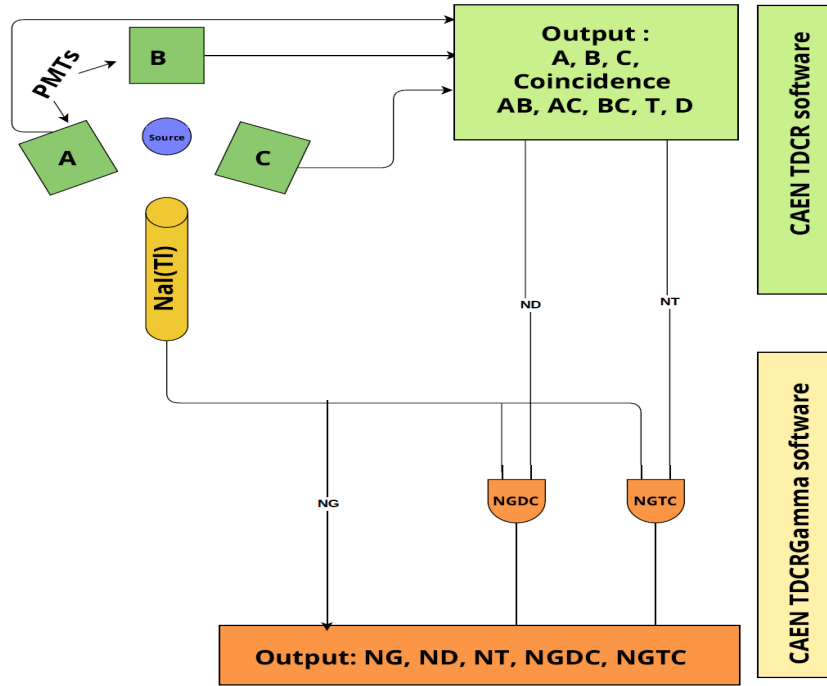 PMTs
B
A
Source
C
NaI(Tl)
Output :
A, B, C,
Coincidence
AB, AC, BC, T, D
CAEN TDCR software
ND
NT
NG
NGDC
NGTC
CAEN TDCRGamma software
Output: NG, ND, NT, NGDC, NGTC